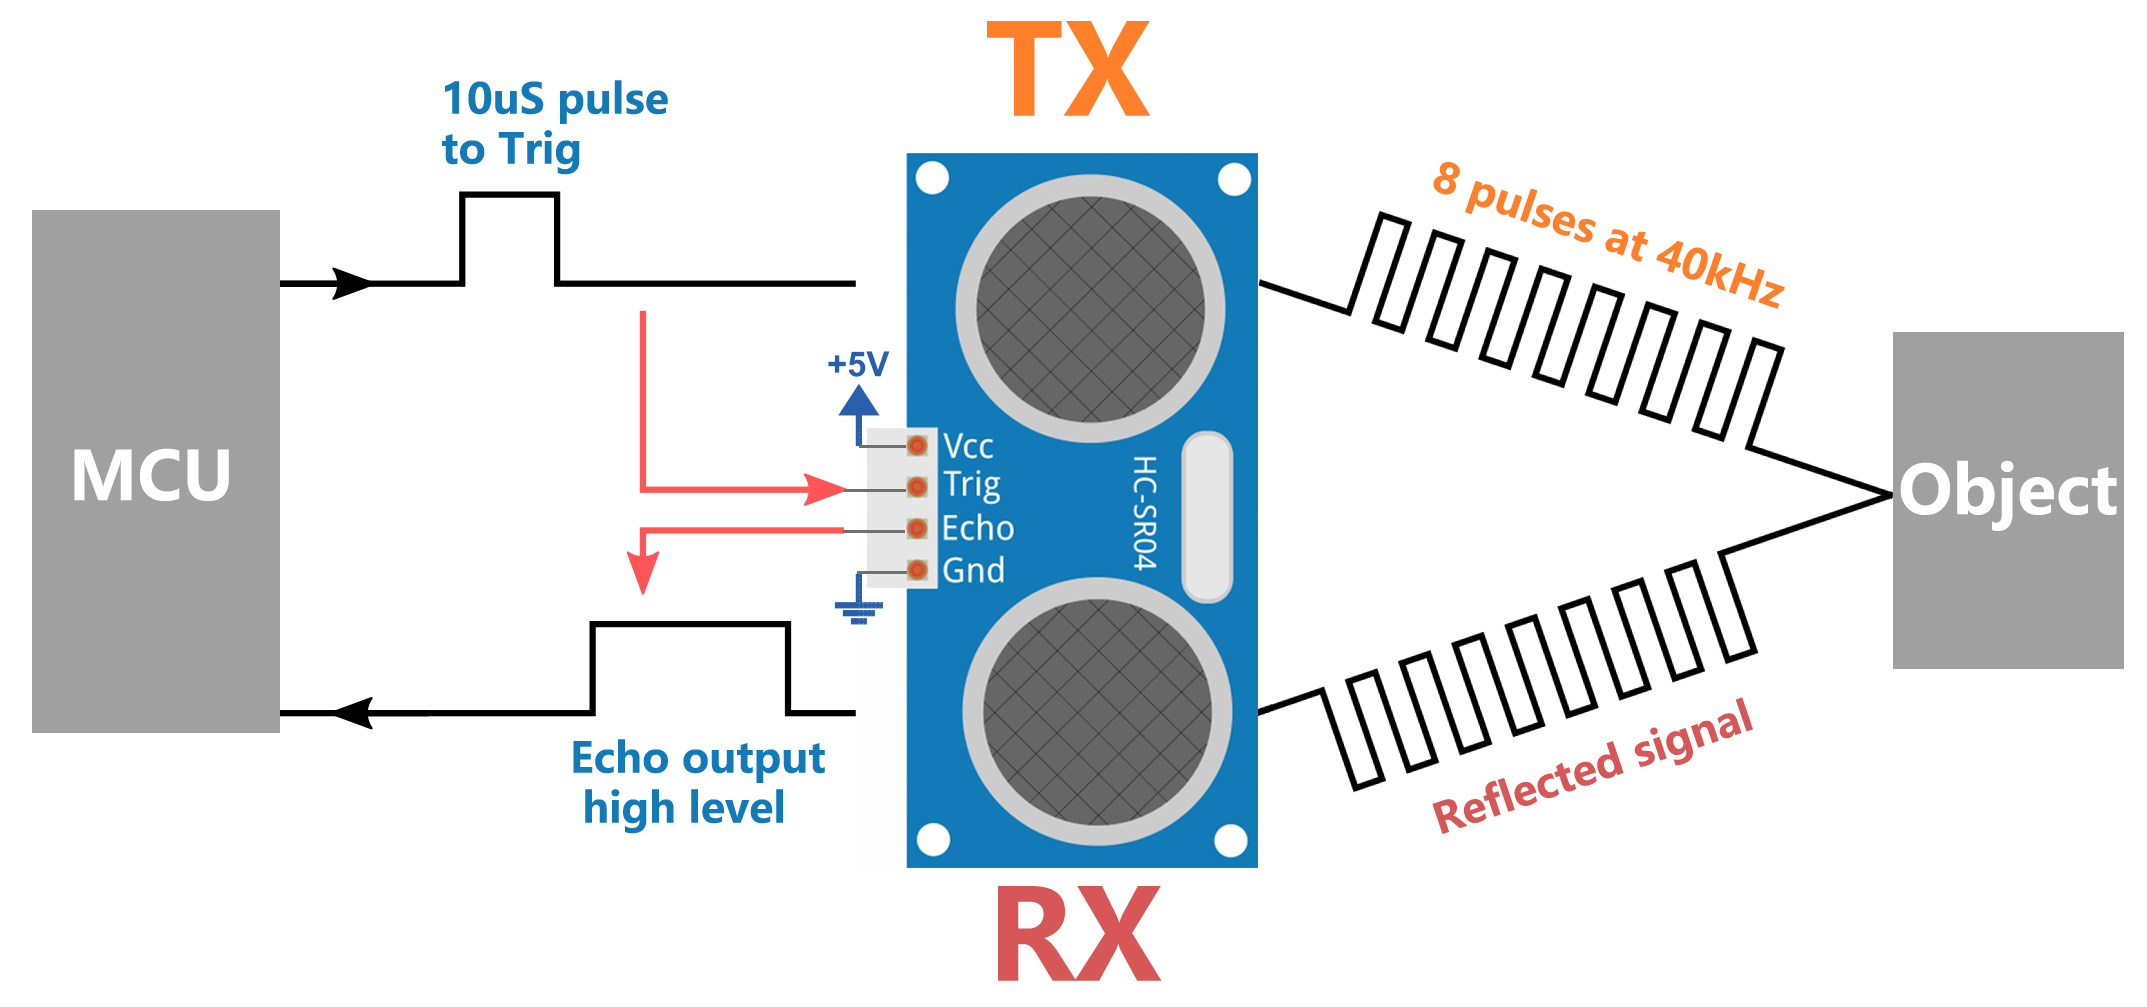 TX
10uS pulse
to Trig
8 pulses at 40kHz
+5V
MCU
Vcc
Trig
Echo
Gnd
HC-SR04
Object
Echo output
high level
Reflected signal
RX